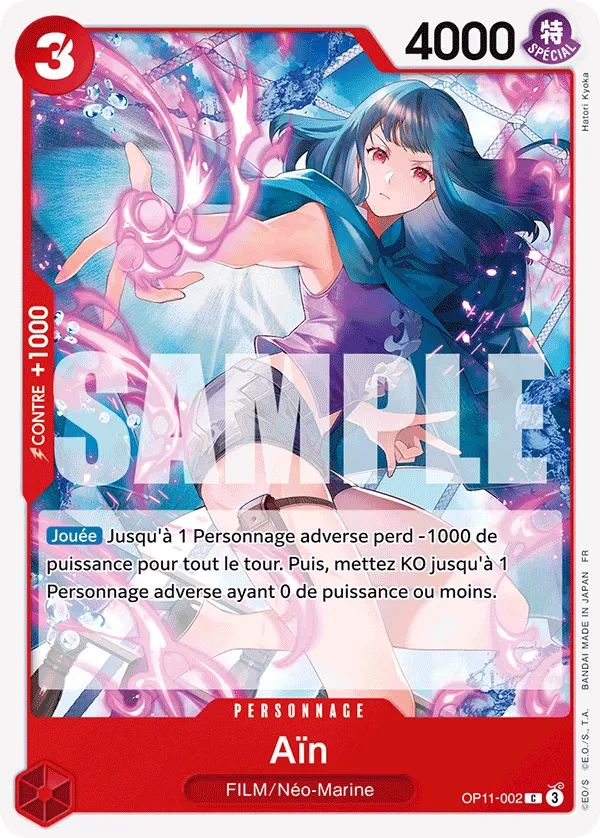 3
4000
特
SPÉCIAL
Hatori Kyoka
CONTRE +1000
SAMPLE
Jouée Jusqu'à 1 Personnage adverse perd -1000 de
puissance pour tout le tour. Puis, mettez KO jusqu'à 1
Personnage adverse ayant 0 de puissance ou moins.
PERSONNAGE
Aïn
FILM/Néo-Marine
OP11-002 C 3
©E.O/S ©E.O./S., T.A. BANDAI MADE IN JAPAN FR